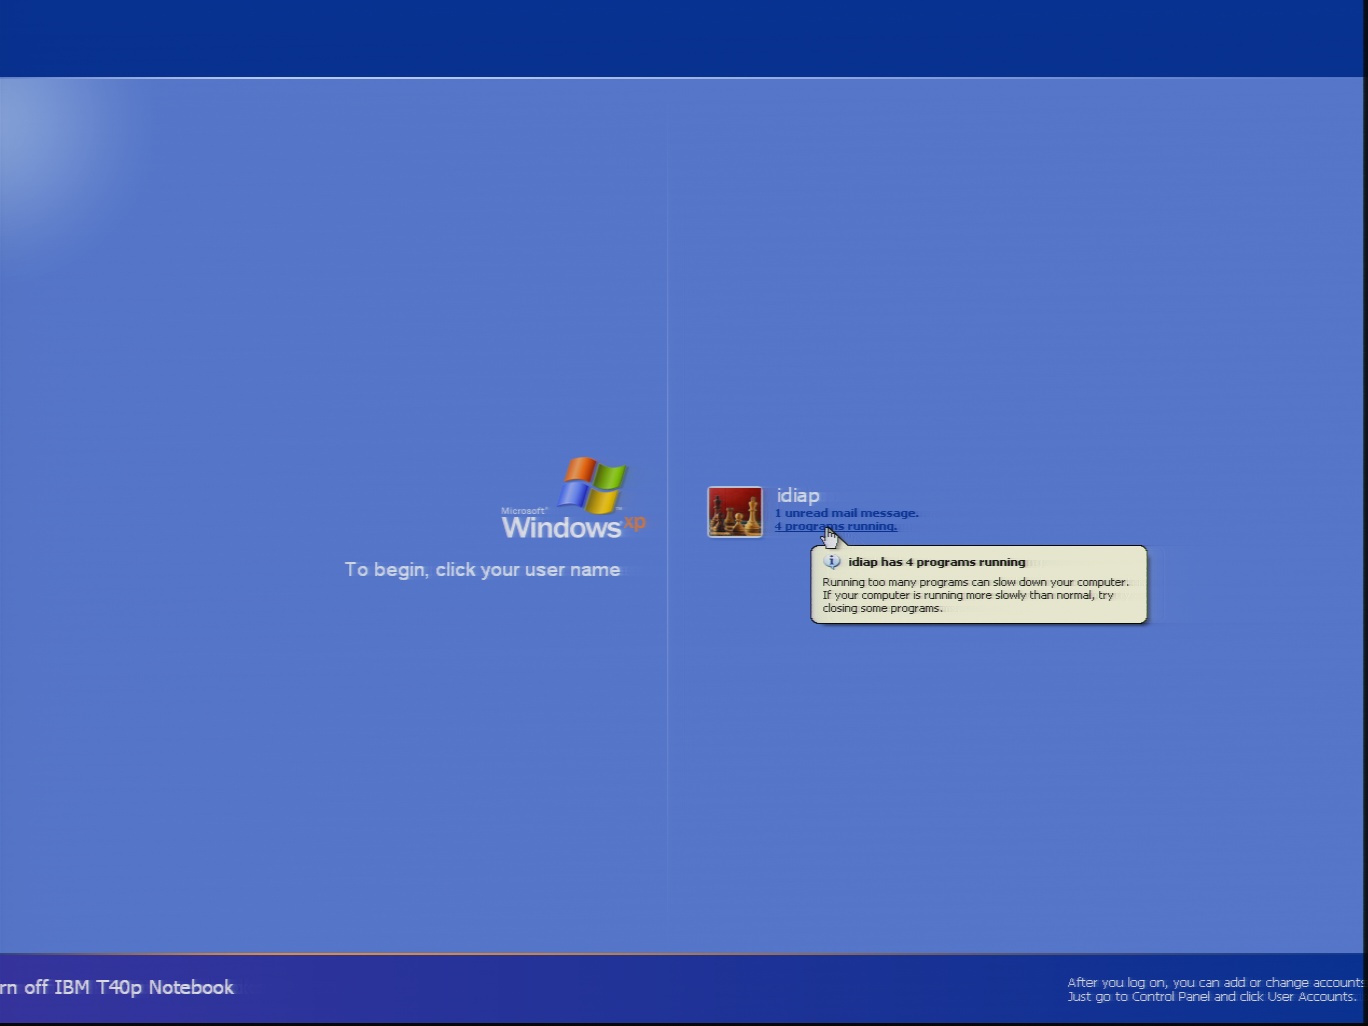 Microsoft®
Windows xp
To begin, click your user name
idiap
1 unread mail message.
4 programs running.
idiap has 4 programs running
Running too many programs can slow down your computer.
If your computer is running more slowly than normal, try
closing some programs.
rn off IBM T40p Notebook
After you log on, you can add or change accounts
Just go to Control Panel and click User Accounts.